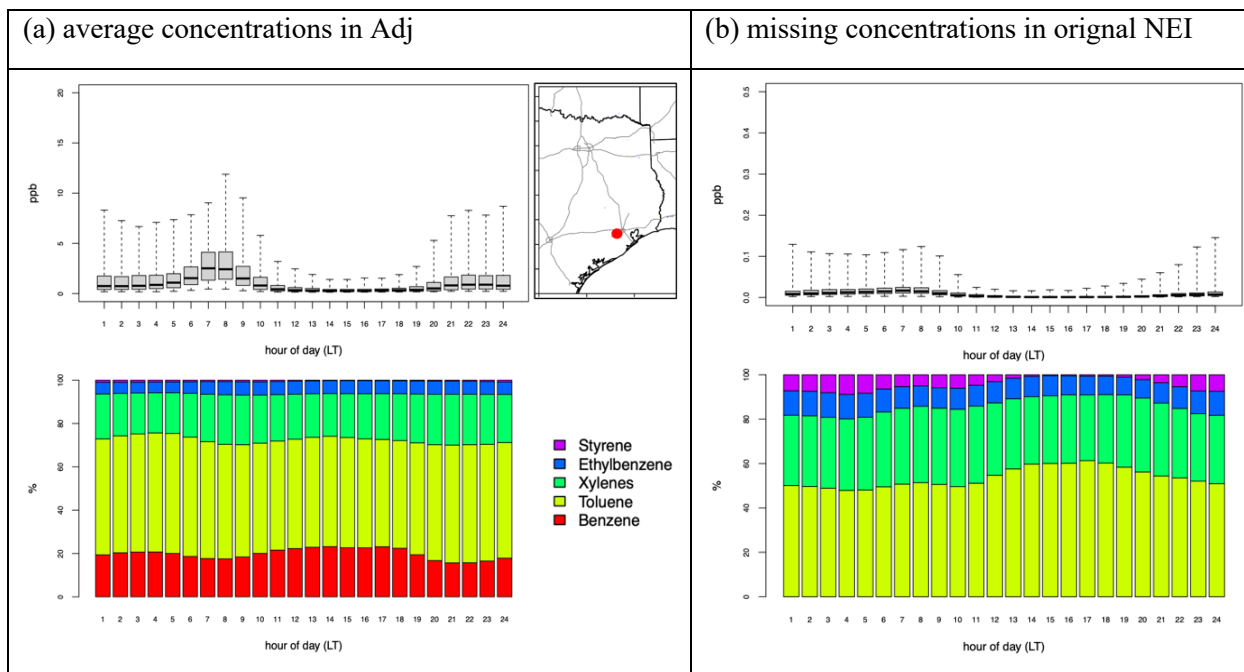 (a) average concentrations in Adj
(b) missing concentrations in orignal NEI
20
15
10
5
0
ppb
1 2 3 4 5 6 7 8 9 10 11 12 13 14 15 16 17 18 19 20 21 22 23 24
hour of day (LT)
0.5
0.4
0.3
0.2
0.1
0.0
ppb
1 2 3 4 5 6 7 8 9 10 11 12 13 14 15 16 17 18 19 20 21 22 23 24
hour of day (LT)
100
80
60
40
20
0
%
1 2 3 4 5 6 7 8 9 10 11 12 13 14 15 16 17 18 19 20 21 22 23 24
hour of day (LT)
Styrene
Ethylbenzene
Xylenes
Toluene
Benzene
100
80
60
40
20
0
%
1 2 3 4 5 6 7 8 9 10 11 12 13 14 15 16 17 18 19 20 21 22 23 24
hour of day (LT)